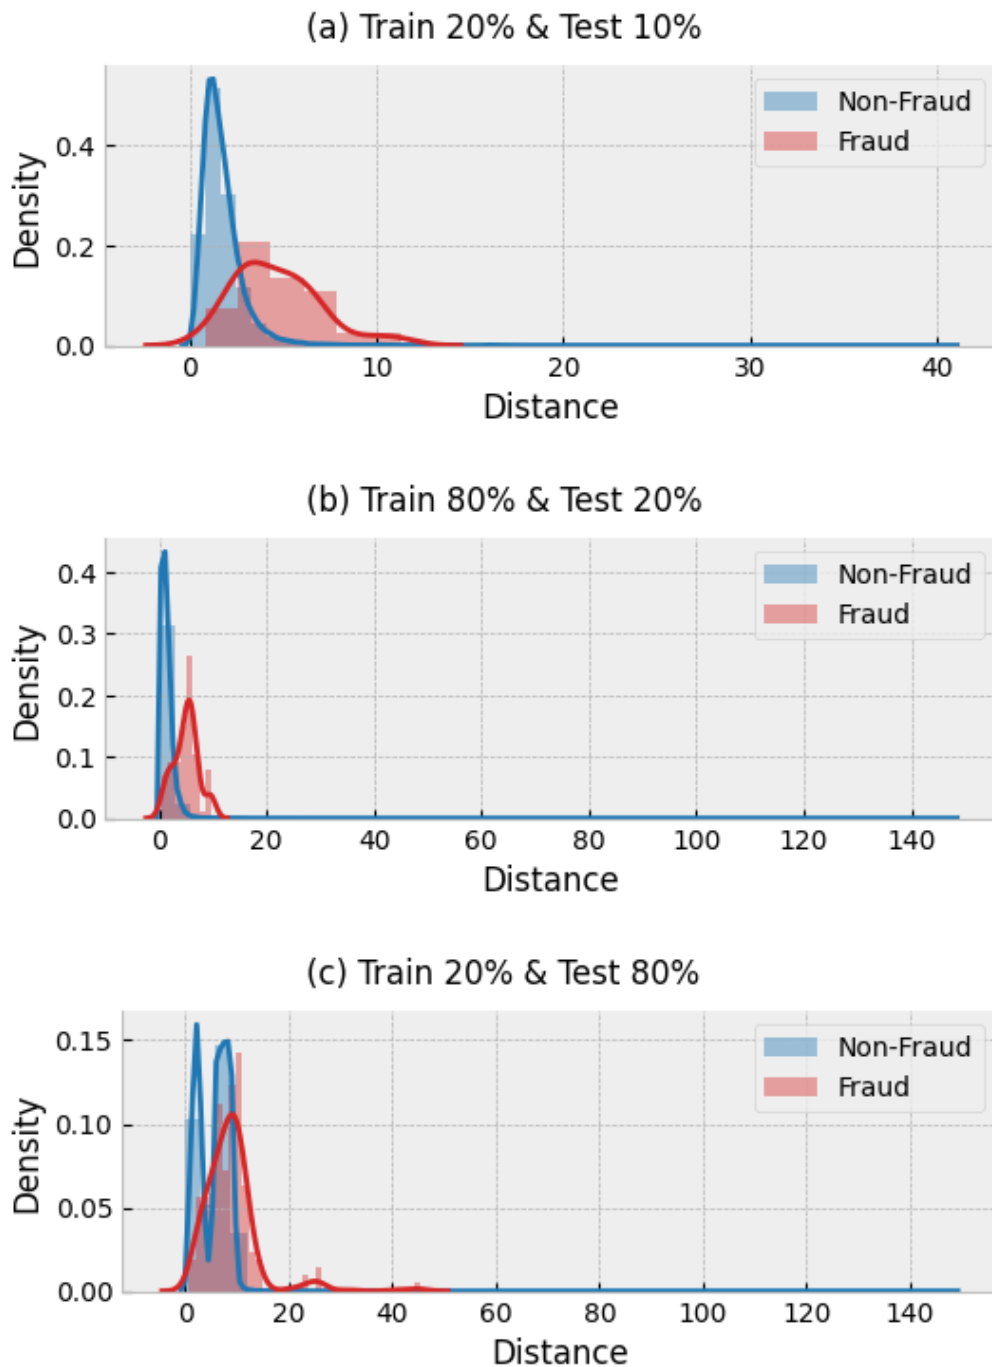 (a) Train 20% & Test 10%
Non-Fraud
Fraud
Density
0.4
0.2
0.0
0 10 20 30 40
Distance
(b) Train 80% & Test 20%
Non-Fraud
Fraud
Density
0.4
0.3
0.2
0.1
0.0
0 20 40 60 80 100 120 140
Distance
(c) Train 20% & Test 80%
Non-Fraud
Fraud
Density
0.15
0.10
0.05
0.00
0 20 40 60 80 100 120 140
Distance